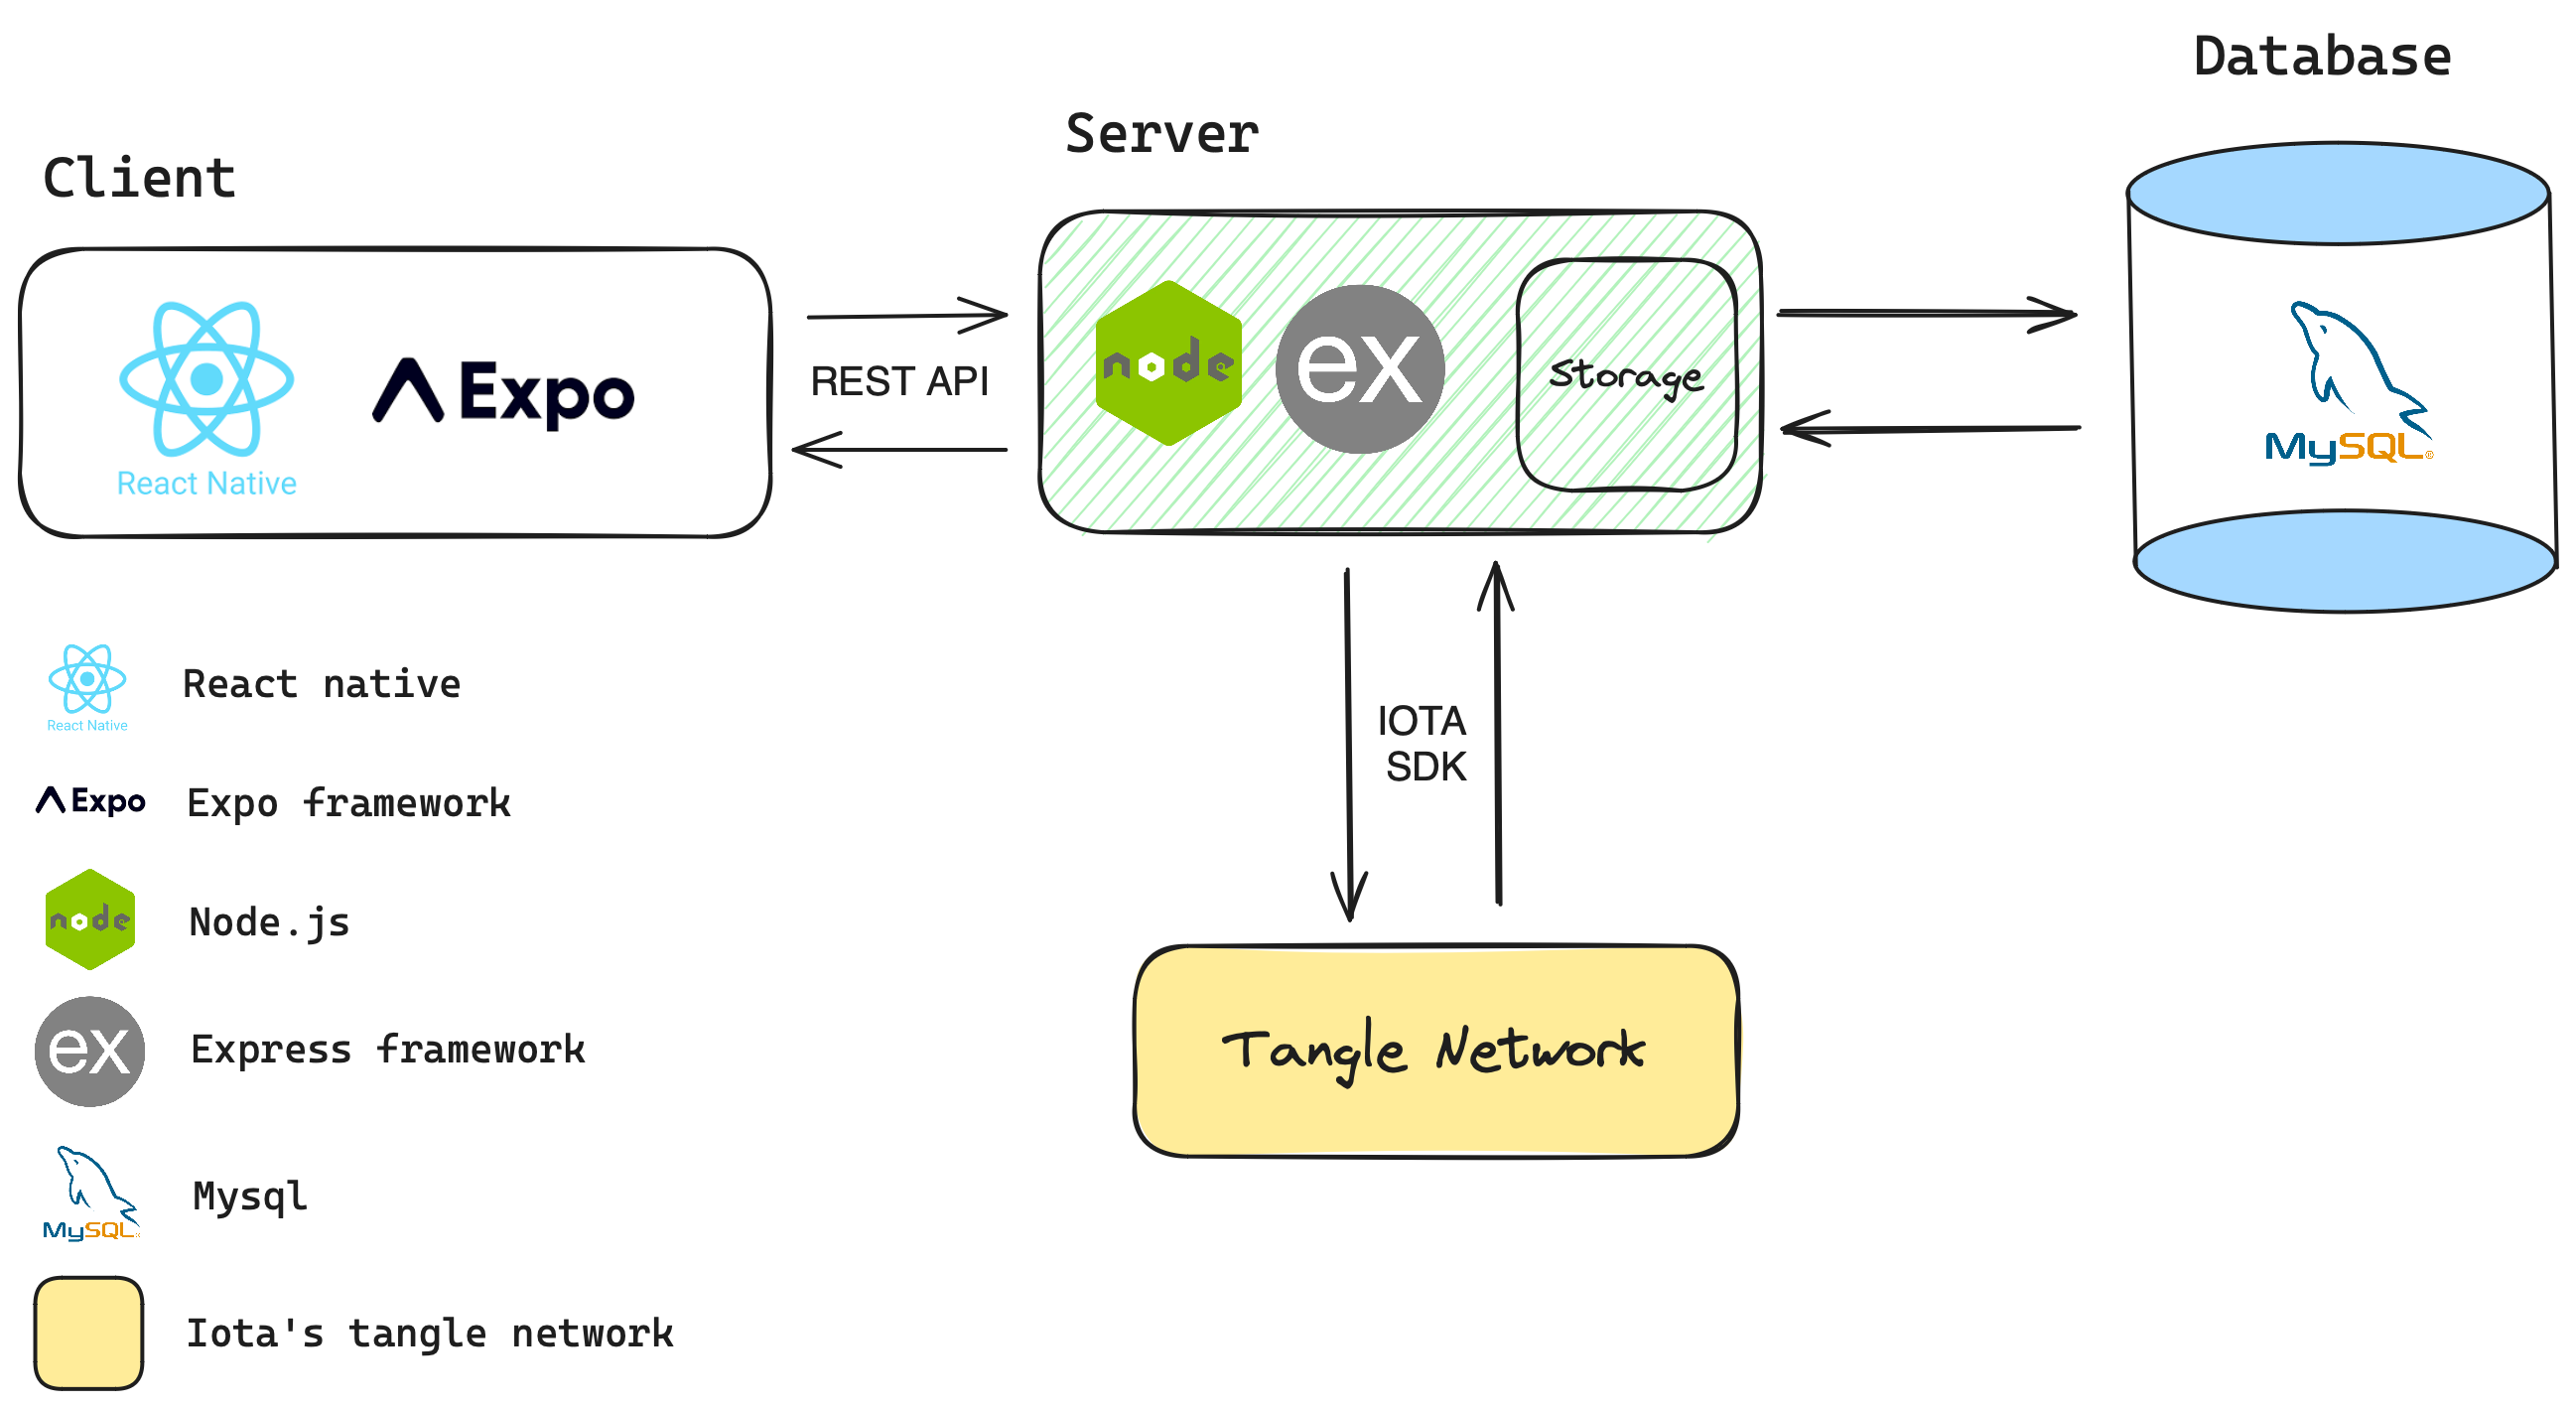 Database
Server
Client
React Native
Expo
REST API
node
ex
Storage
MySQL®
IOTA
SDK
Tangle Network
React Native
React native
Expo
Expo framework
node
Node.js
ex
Express framework
MySQL
Mysql
Iota's tangle network